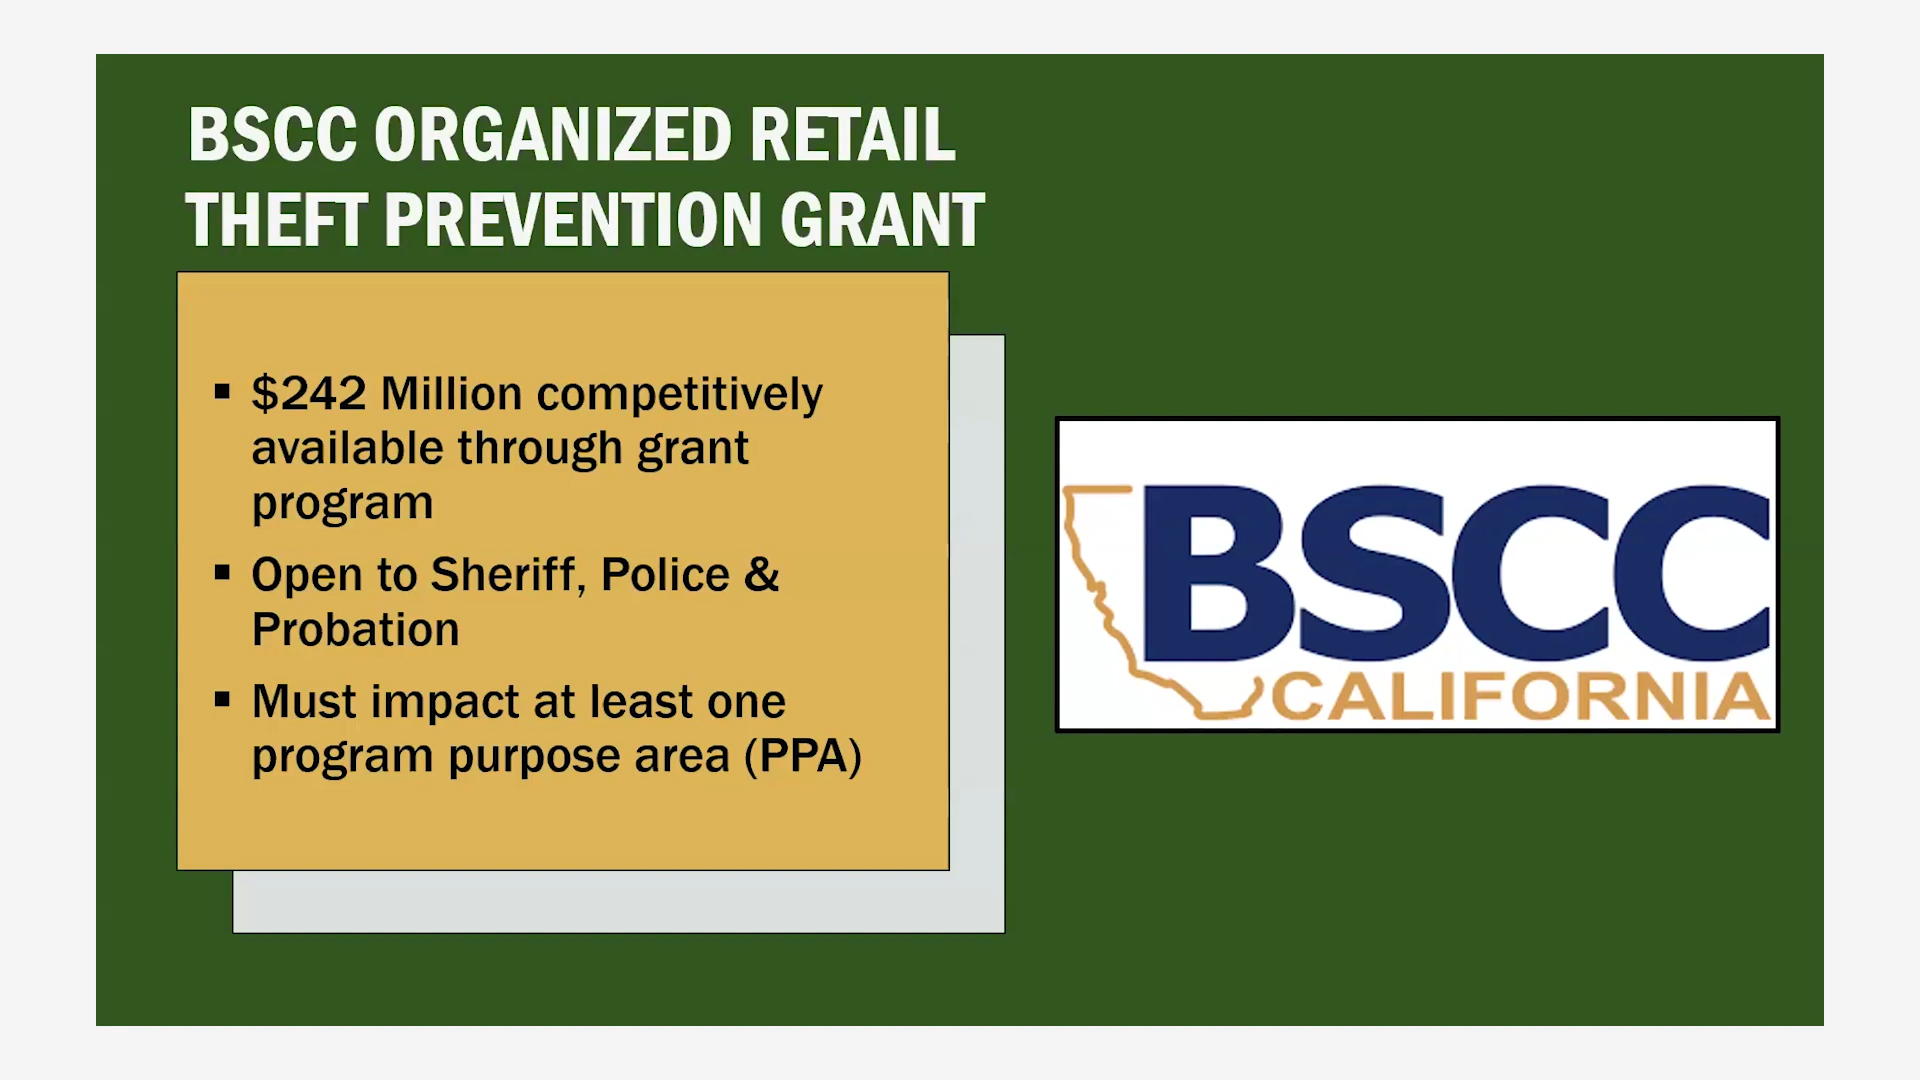 BSCC ORGANIZED RETAIL
THEFT PREVENTION GRANT
▪ $242 Million competitively
available through grant
program
▪ Open to Sheriff, Police &
Probation
▪ Must impact at least one
program purpose area (PPA)
BSCC
CALIFORNIA